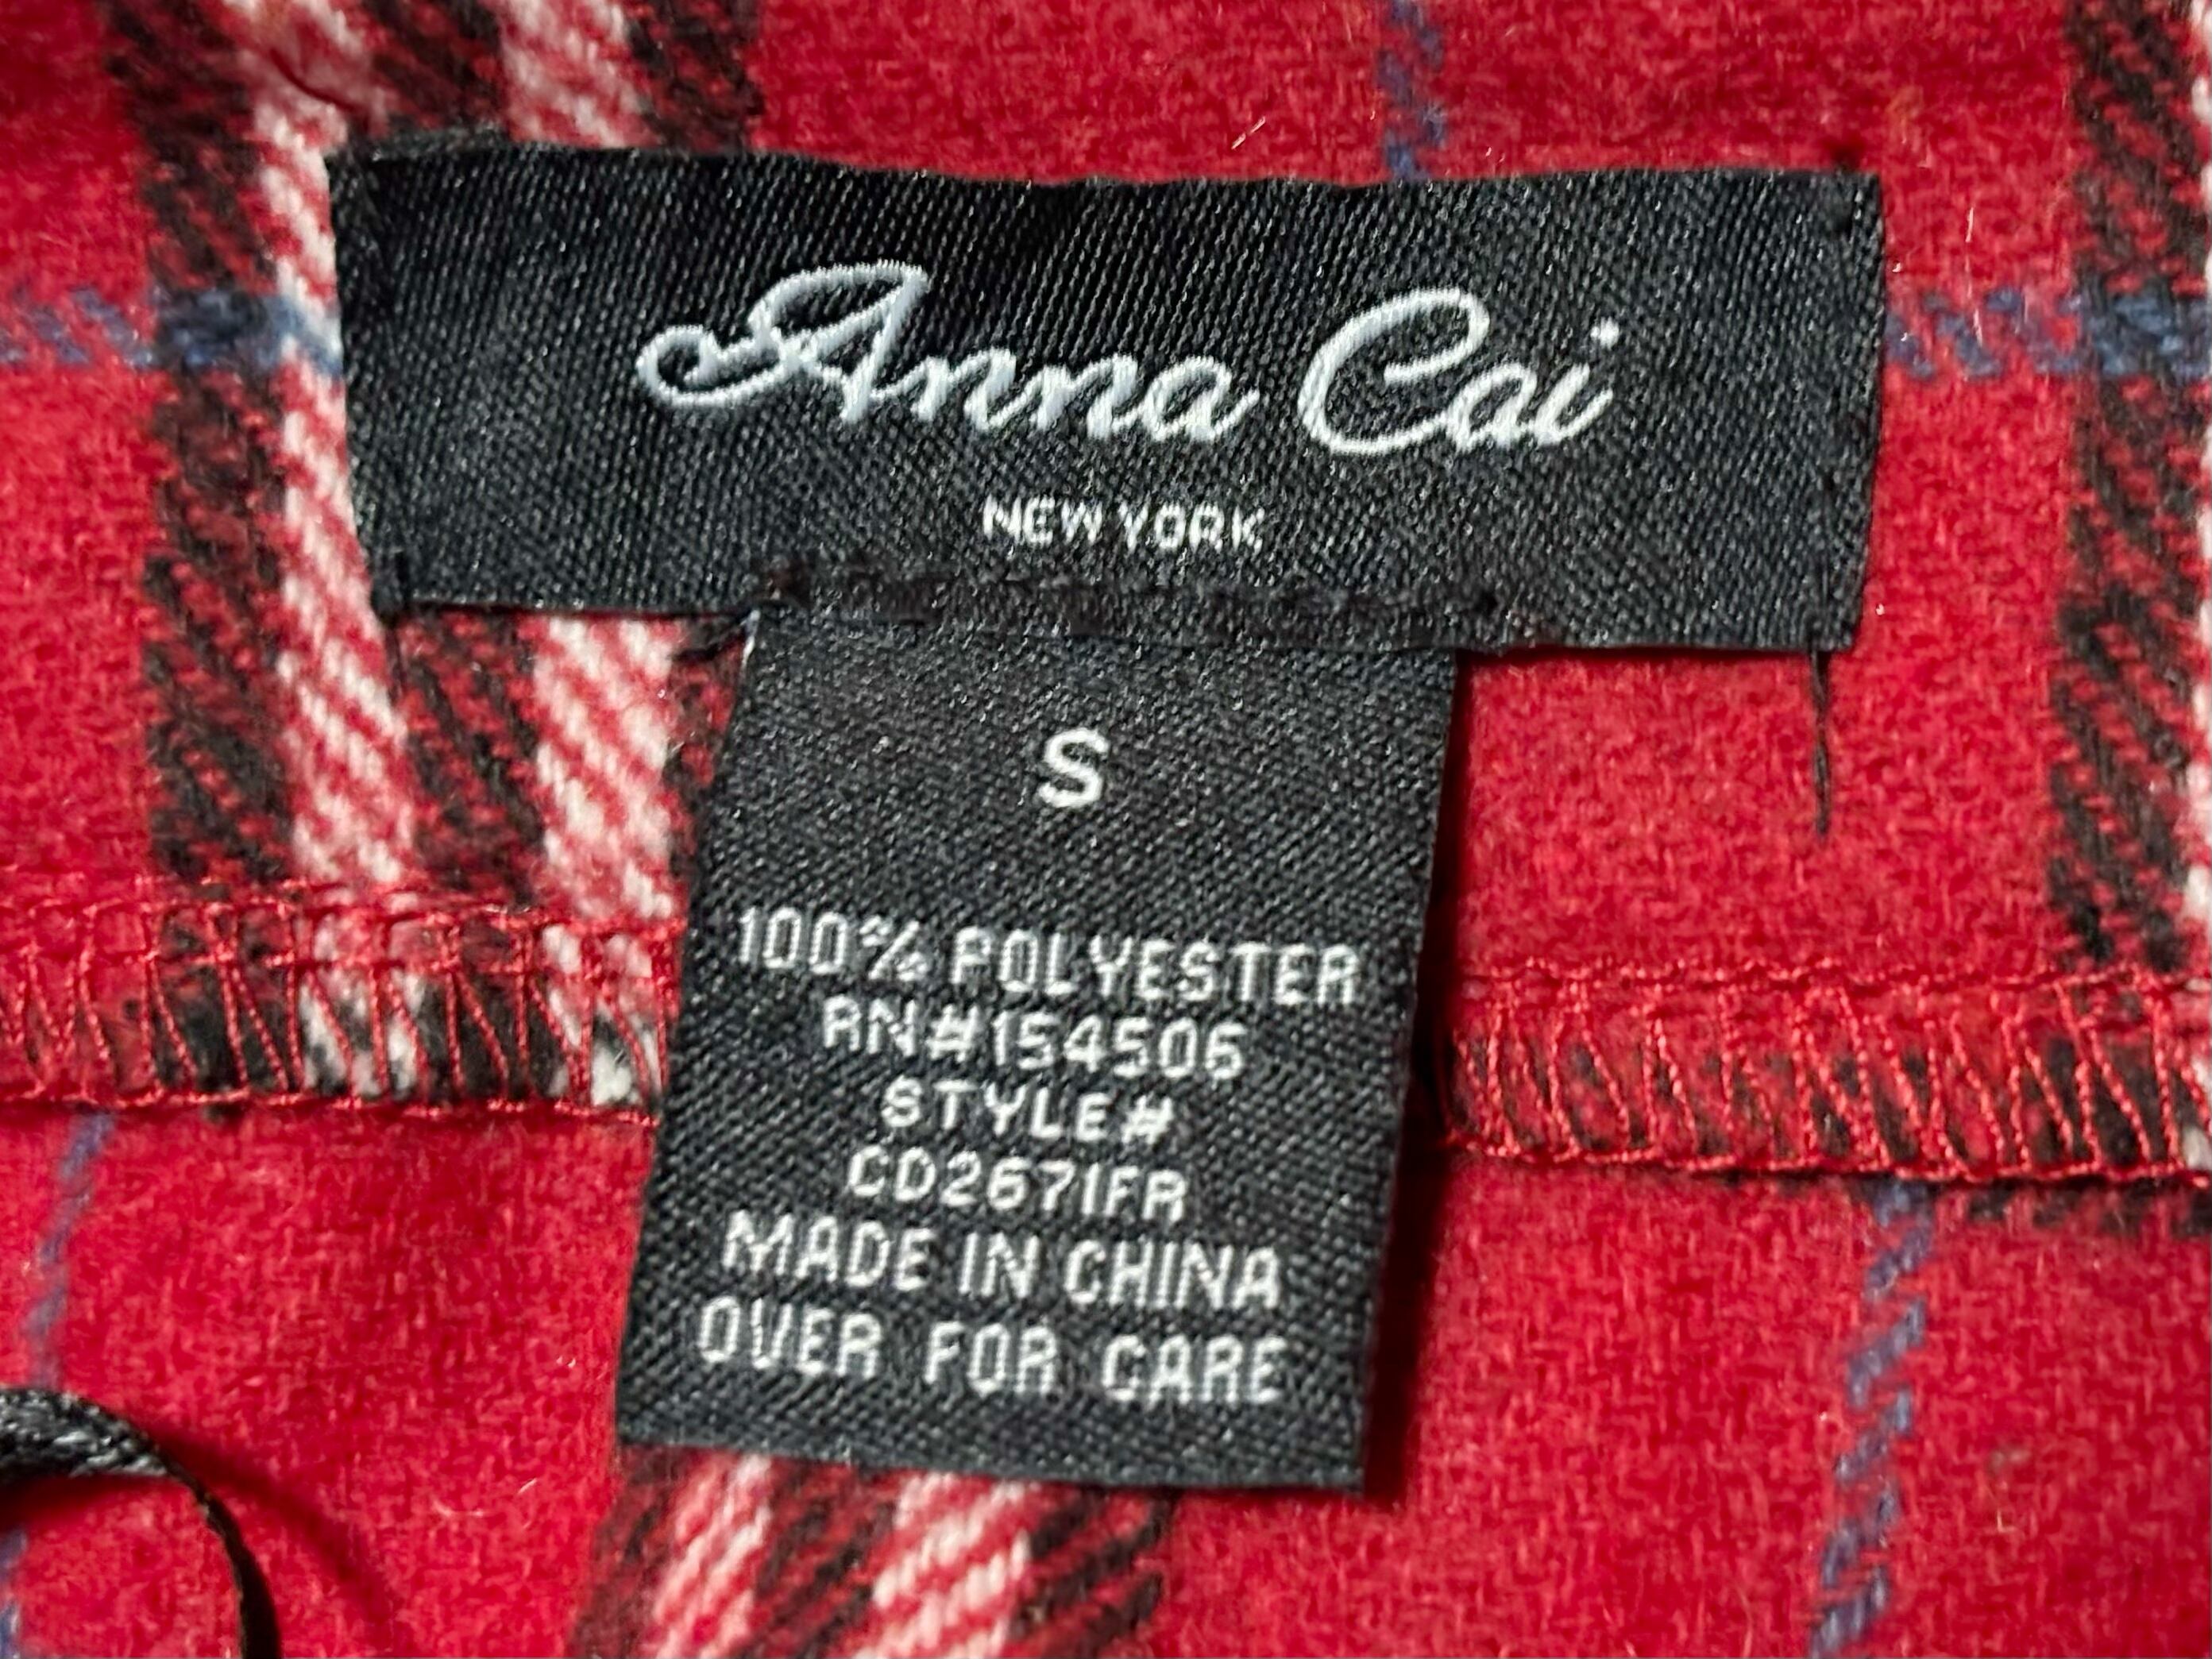 Anna Cai
NEW YORK
S
100% POLYESTER
RN#154506
STYLE#
CD2671FR
MADE IN CHINA
OVER FOR CARE